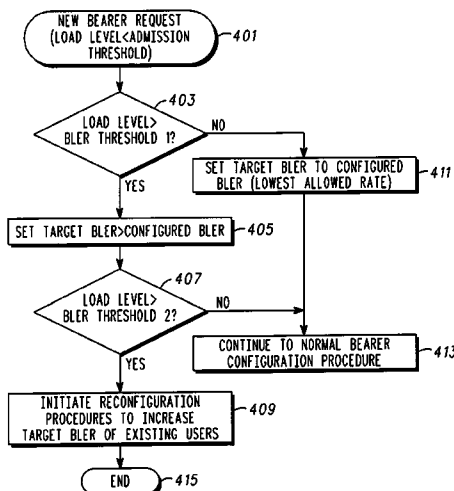 NEW BEARER REQUEST
(LOAD LEVEL<ADMISSION
THRESHOLD)
401
403
LOAD LEVEL>
BLER THRESHOLD 1?
NO
YES
SET TARGET BLER TO CONFIGURED
BLER (LOWEST ALLOWED RATE)
411
SET TARGET BLER>CONFIGURED BLER
405
407
LOAD LEVEL>
BLER THRESHOLD 2?
NO
YES
CONTINUE TO NORMAL BEARER
CONFIGURATION PROCEDURE
413
INITIATE RECONFIGURATION
PROCEDURES TO INCREASE
TARGET BLER OF EXISTING USERS
409
END
415